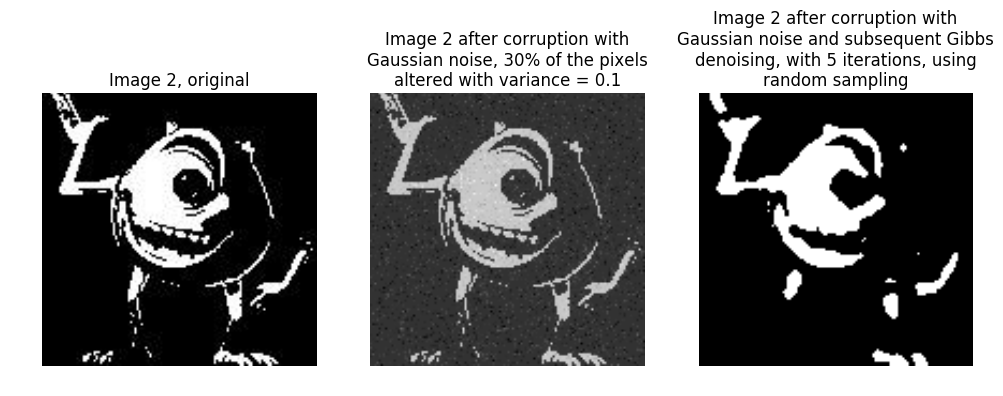 Image 2, original
Image 2 after corruption with
Gaussian noise, 30% of the pixels
altered with variance = 0.1
Image 2 after corruption with
Gaussian noise and subsequent Gibbs
denoising, with 5 iterations, using
random sampling